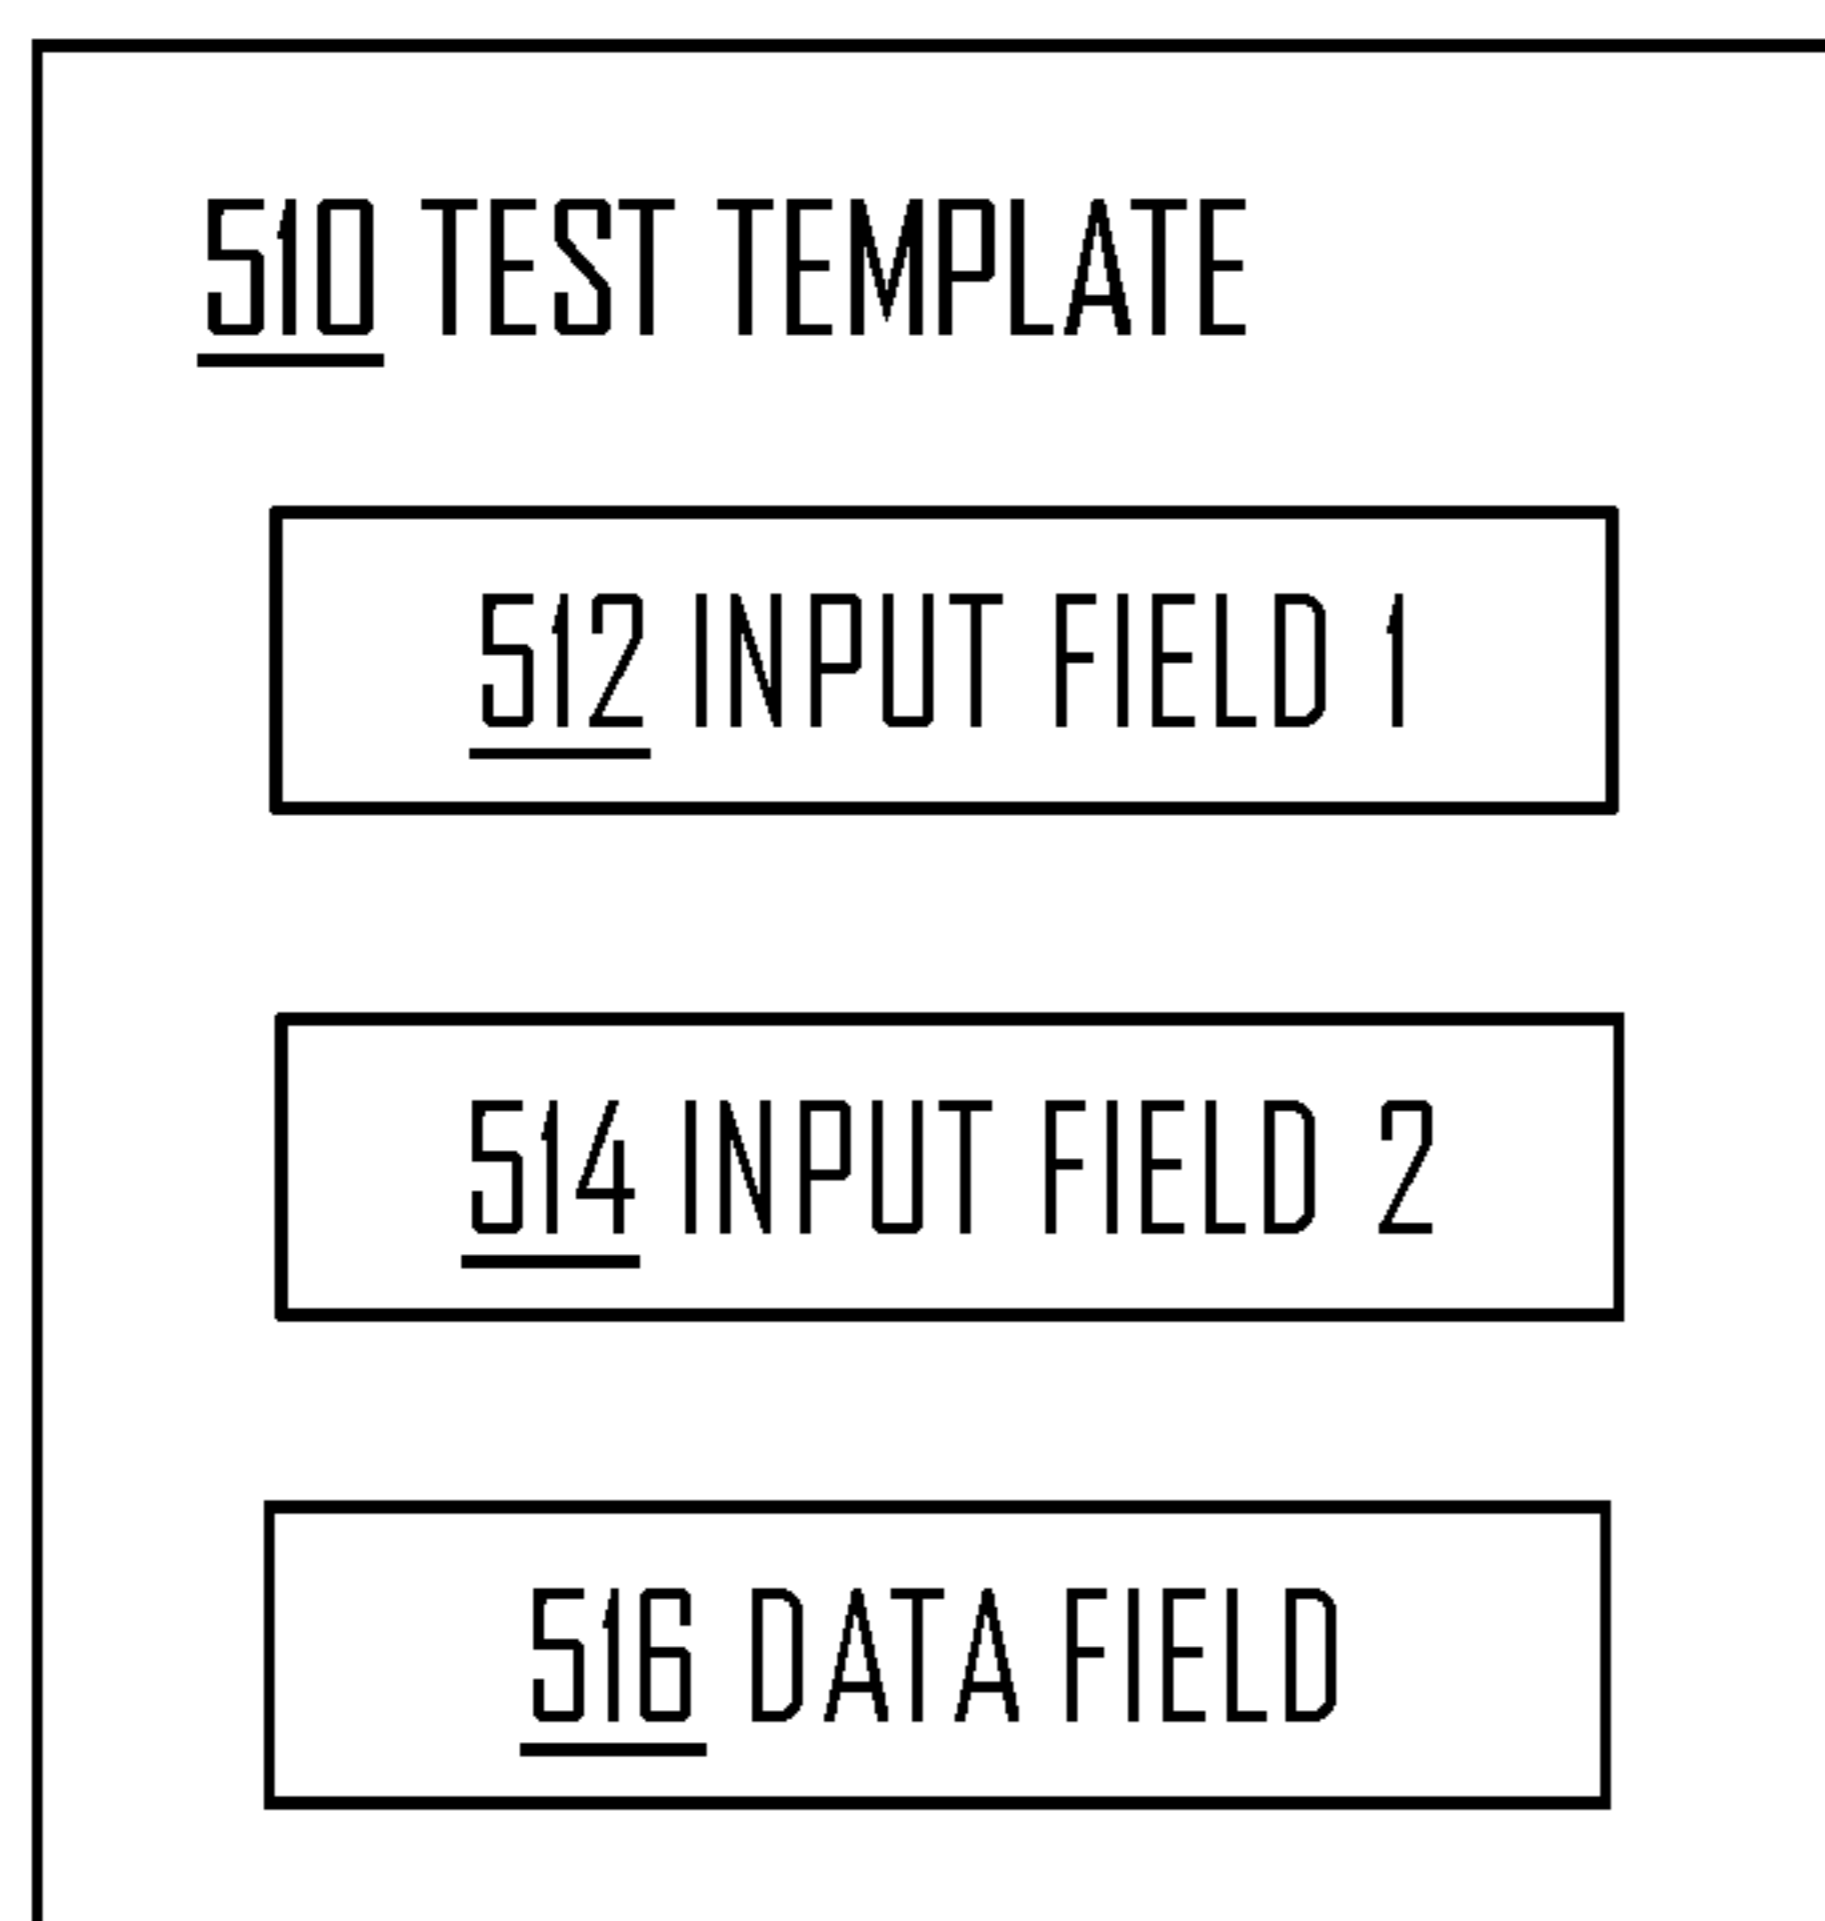 510 TEST TEMPLATE
512 INPUT FIELD 1
514 INPUT FIELD 2
516 DATA FIELD